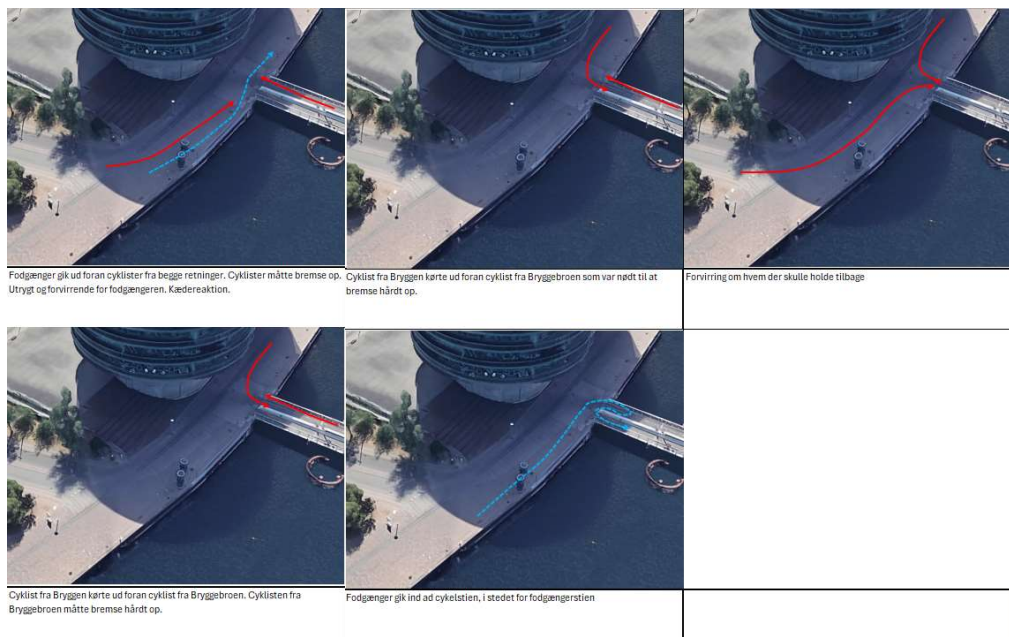 Fodgænger gik ud foran cyklister fra begge retninger. Cyklister måtte bremse op.
Utrygt og forvirrende for fodgængeren. Kædereaktion.
Cyklist fra Bryggen kørte ud foran cyklist fra Bryggebroen som var nødt til at
bremse hårdt op.
Forvirring om hvem der skulle holde tilbage
Cyklist fra Bryggen kørte ud foran cyklist fra Bryggebroen. Cyklisten fra
Bryggebroen måtte bremse hårdt op.
Fodgænger gik ind ad cykelstien, i stedet for fodgængerstien